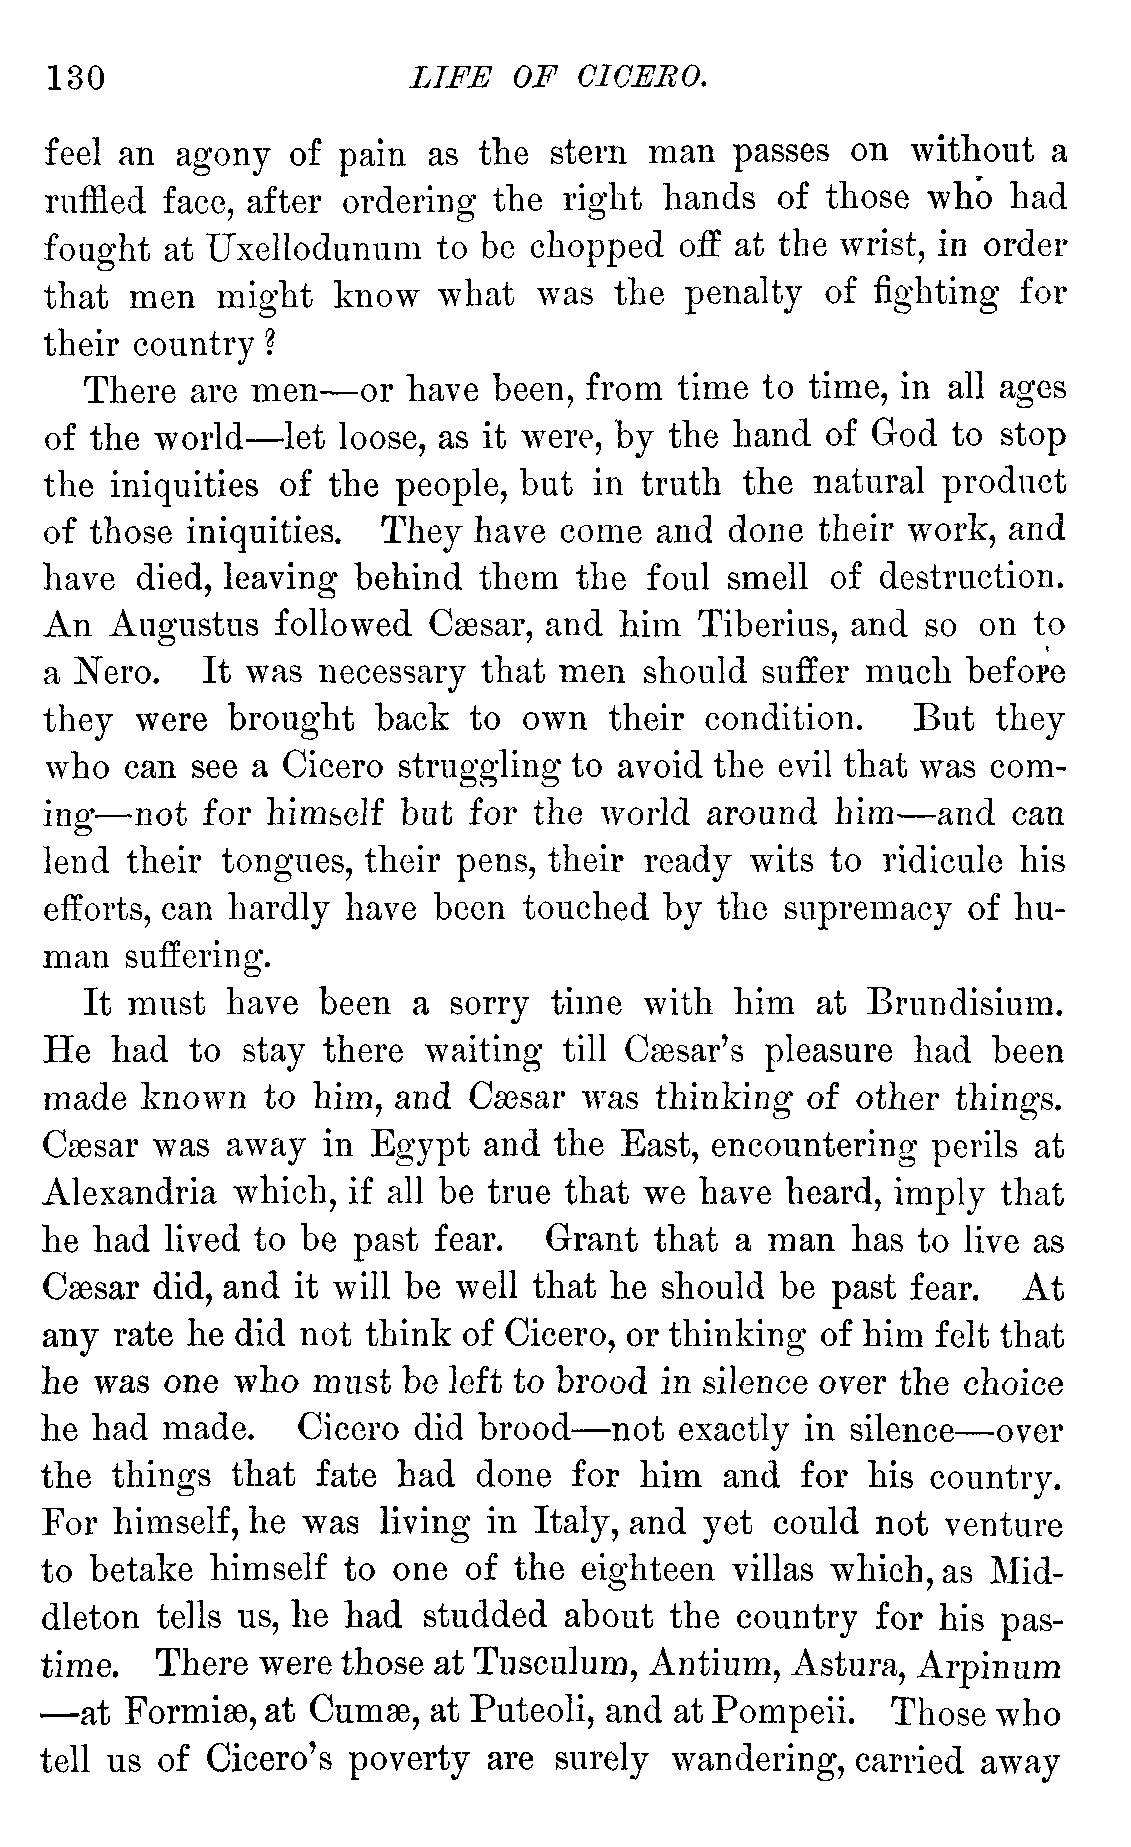 130 LIFE OF CICERO.
feel an agony of pain as the stern man passes on without a
ruffled face, after ordering the right hands of those who had
fought at Uxellodunum to be chopped off at the wrist, in order
that men might know what was the penalty of fighting for
their country?
There are men—or have been, from time to time, in all ages
of the world—let loose, as it were, by the hand of God to stop
the iniquities of the people, but in truth the natural product
of those iniquities. They have come and done their work, and
have died, leaving behind them the foul smell of destruction.
An Augustus followed Cæsar, and him Tiberius, and so on to
a Nero. It was necessary that men should suffer much before
they were brought back to own their condition. But they
who can see a Cicero struggling to avoid the evil that was com-
ing—not for himself but for the world around him—and can
lend their tongues, their pens, their ready wits to ridicule his
efforts, can hardly have been touched by the supremacy of hu-
man suffering.
It must have been a sorry time with him at Brundisium.
He had to stay there waiting till Cæsar's pleasure had been
made known to him, and Cæsar was thinking of other things.
Cæsar was away in Egypt and the East, encountering perils at
Alexandria which, if all be true that we have heard, imply that
he had lived to be past fear. Grant that a man has to live as
Cæsar did, and it will be well that he should be past fear. At
any rate he did not think of Cicero, or thinking of him felt that
he was one who must be left to brood in silence over the choice
he had made. Cicero did brood—not exactly in silence—over
the things that fate had done for him and for his country.
For himself, he was living in Italy, and yet could not venture
to betake himself to one of the eighteen villas which, as Mid-
dleton tells us, he had studded about the country for his pas-
time. There were those at Tusculum, Antium, Astura, Arpinum
—at Formiæ, at Cumæ, at Puteoli, and at Pompeii. Those who
tell us of Cicero's poverty are surely wandering, carried away